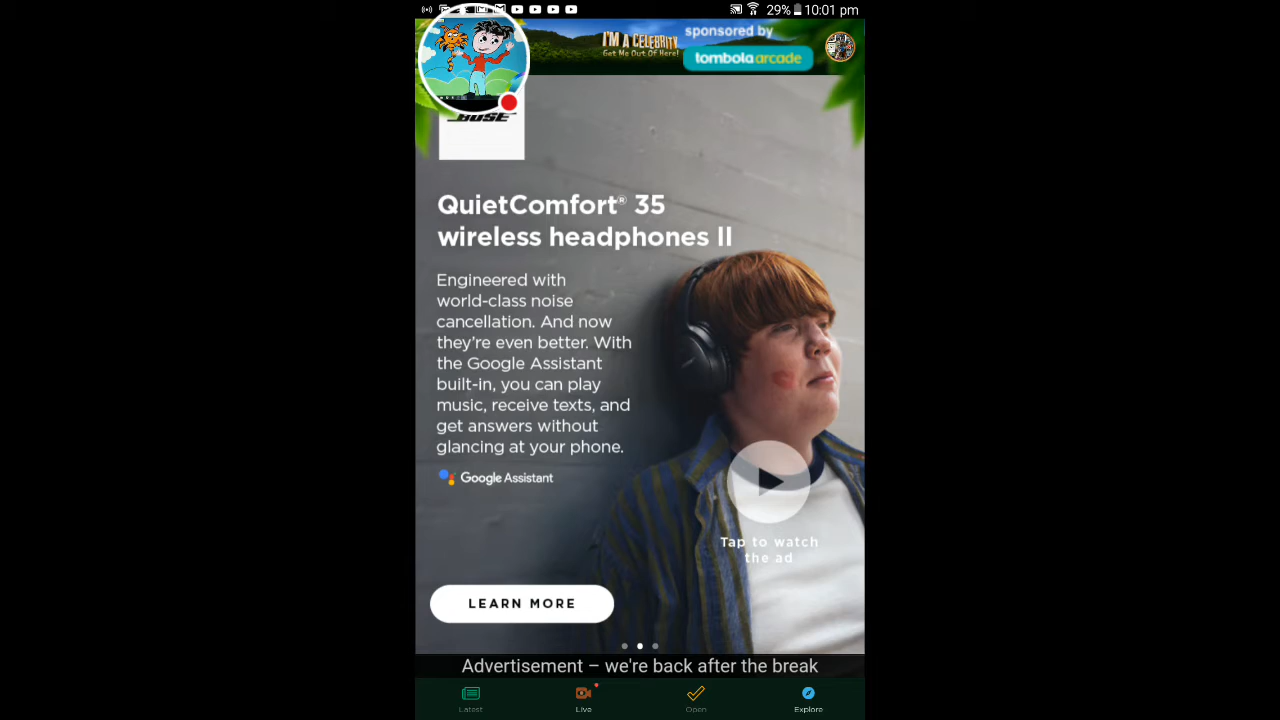 29% 10:01 pm
I'M A CELEBRITY
Get Me Out Of Here!
sponsored by
tombola arcade
BOSE
QuietComfort® 35
wireless headphones II
Engineered with
world-class noise
cancellation. And now
they're even better. With
the Google Assistant
built-in, you can play
music, receive texts, and
get answers without
glancing at your phone.
Google Assistant
Tap to watch
the ad
LEARN MORE
Advertisement – we're back after the break
Latest
Live
Open
Explore